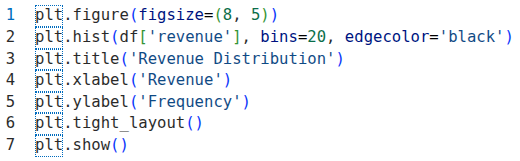 1 plt.figure(figsize=(8, 5))
2 plt.hist(df['revenue'], bins=20, edgecolor='black')
3 plt.title('Revenue Distribution')
4 plt.xlabel('Revenue')
5 plt.ylabel('Frequency')
6 plt.tight_layout()
7 plt.show()